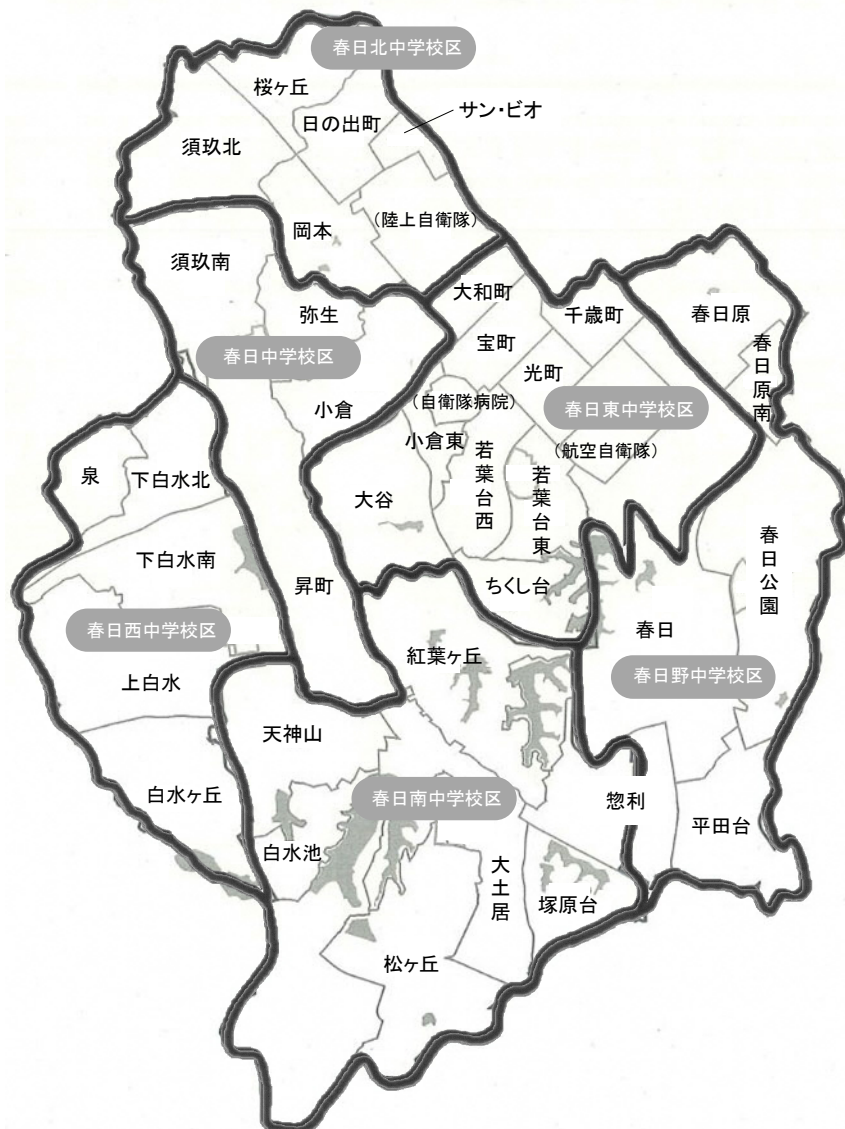 春日北中学校区
桜ヶ丘
サン・ビオ
日の出町
須玖北
(陸上自衛隊)
岡本
須玖南
大和町
弥生
千歳町
春日原
春日原南
宝町
春日中学校区
光町
小倉
(自衛隊病院)
春日東中学校区
小倉東
若葉台西
(航空自衛隊)
若葉台東
泉
下白水北
大谷
春日公園
下白水南
昇町
ちくし台
春日西中学校区
春日
紅葉ヶ丘
上白水
春日野中学校区
天神山
白水ヶ丘
春日南中学校区
惣利
平田台
白水池
大土居
塚原台
松ヶ丘